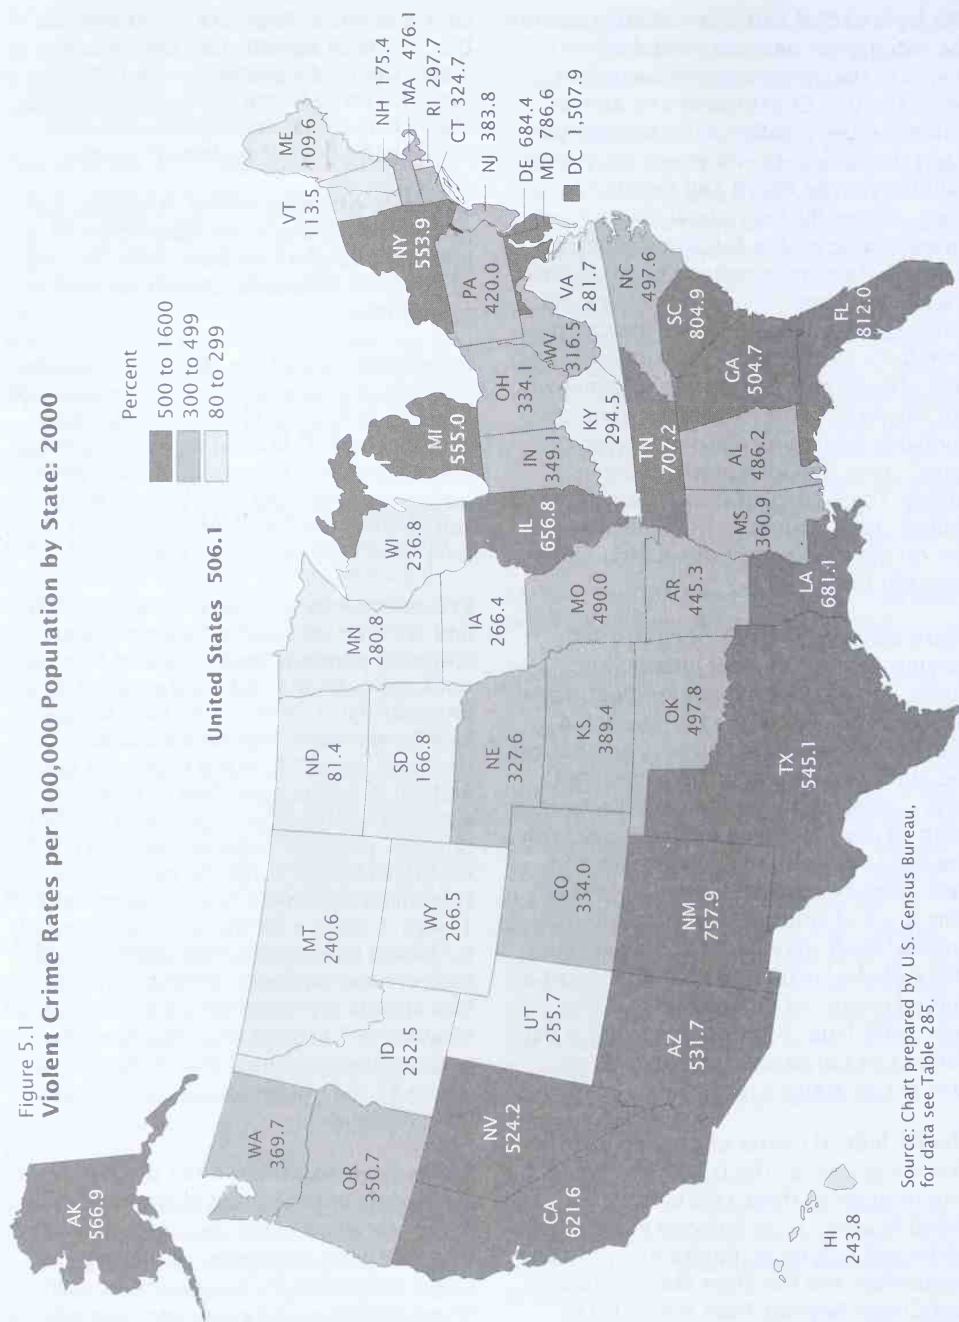 Figure 5.1
Violent Crime Rates per 100,000 Population by State: 2000
United States 506.1
Percent
500 to 1600
300 to 499
80 to 299
AK
566.9
WA
369.7
OR
350.7
CA
621.6
NV
524.2
ID
252.5
MT
240.6
WY
266.5
UT
255.7
AZ
531.7
CO
334.0
NM
757.9
ND
81.4
SD
166.8
NE
327.6
KS
389.4
OK
497.8
TX
545.1
MN
280.8
IA
266.4
MO
490.0
AR
445.3
LA
681.1
WI
236.8
IL
656.8
MI
555.0
IN
349.1
OH
334.1
KY
294.5
TN
707.2
MS
360.9
AL
486.2
GA
504.7
FL
812.0
SC
804.9
NC
497.6
VA
281.7
WV
316.5
PA
420.0
NY
553.9
VT
113.5
ME
109.6
NH 175.4
MA 476.1
RI 297.7
CT 324.7
NJ 383.8
DE 684.4
MD 786.6
DC 1,507.9
HI
243.8
Source: Chart prepared by U.S. Census Bureau,
for data see Table 285.